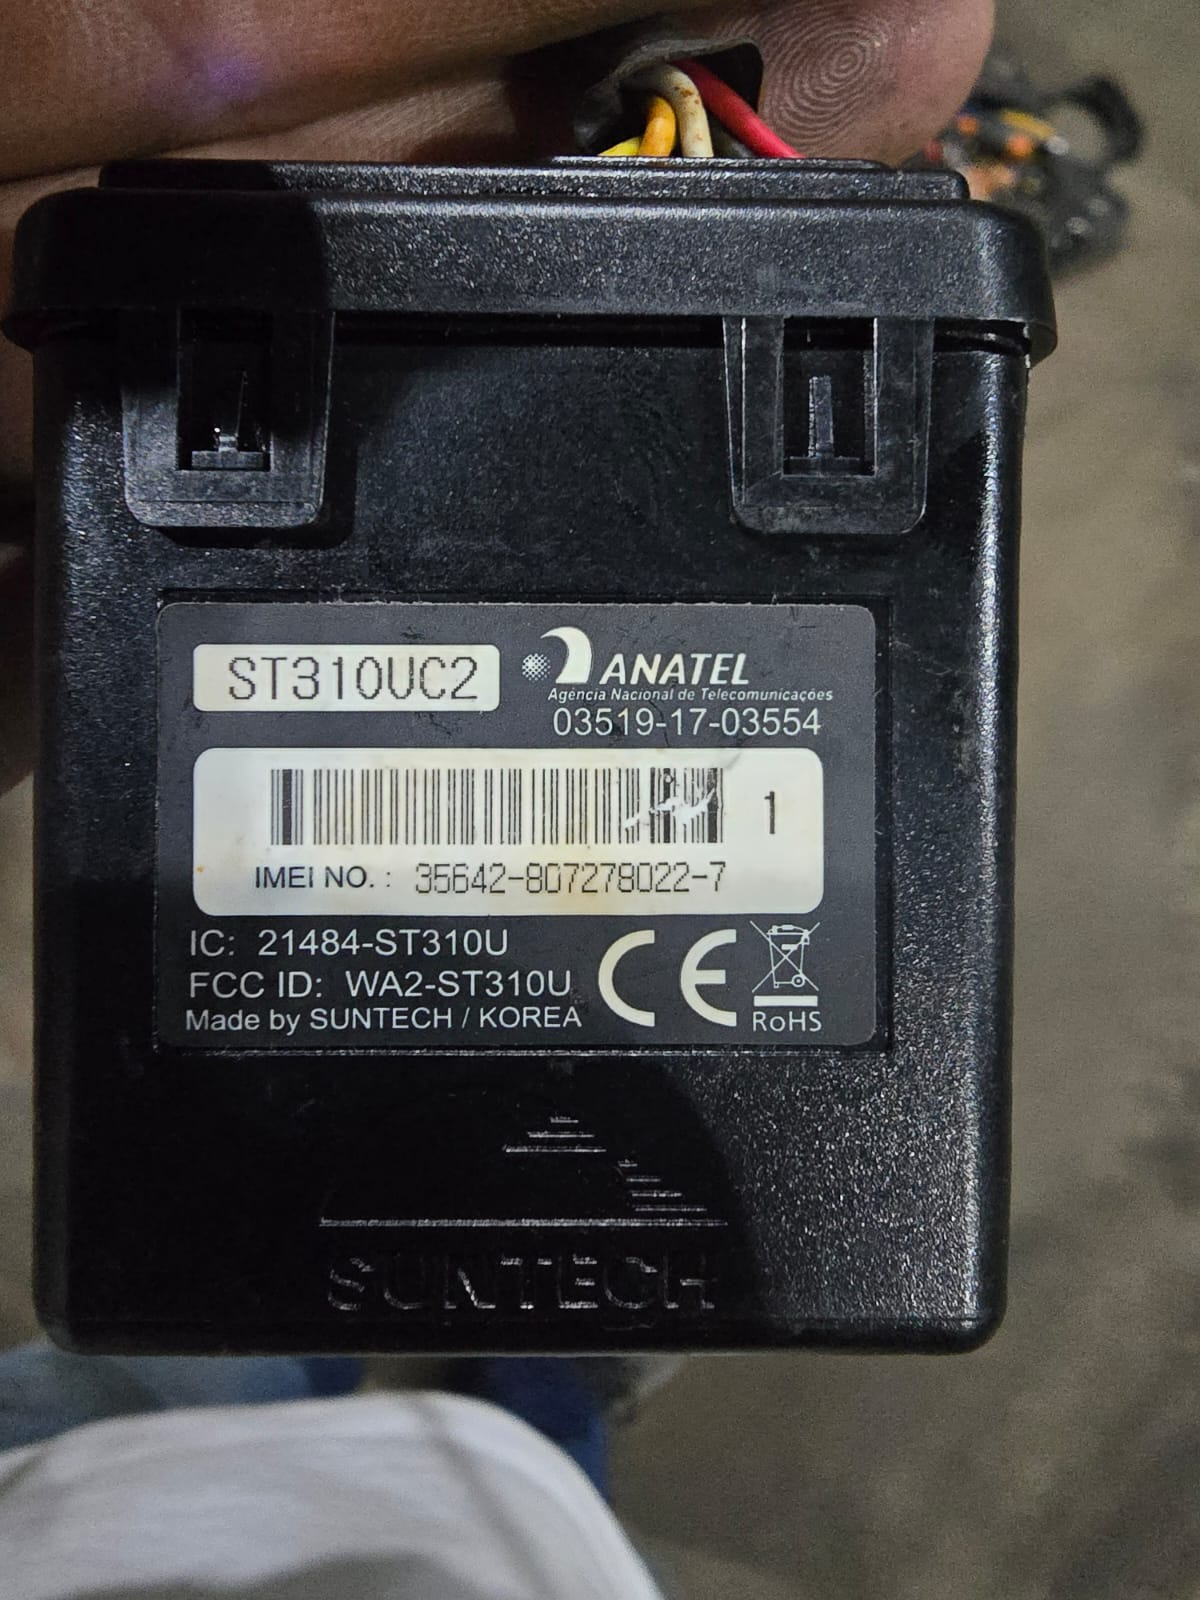 ST310UC2
ANATEL
Agência Nacional de Telecomunicações
03519-17-03554
1
IMEI NO. : 35642-807278022-7
IC: 21484-ST310U
FCC ID: WA2-ST310U
Made by SUNTECH / KOREA
CE
RoHS
SUNTECH